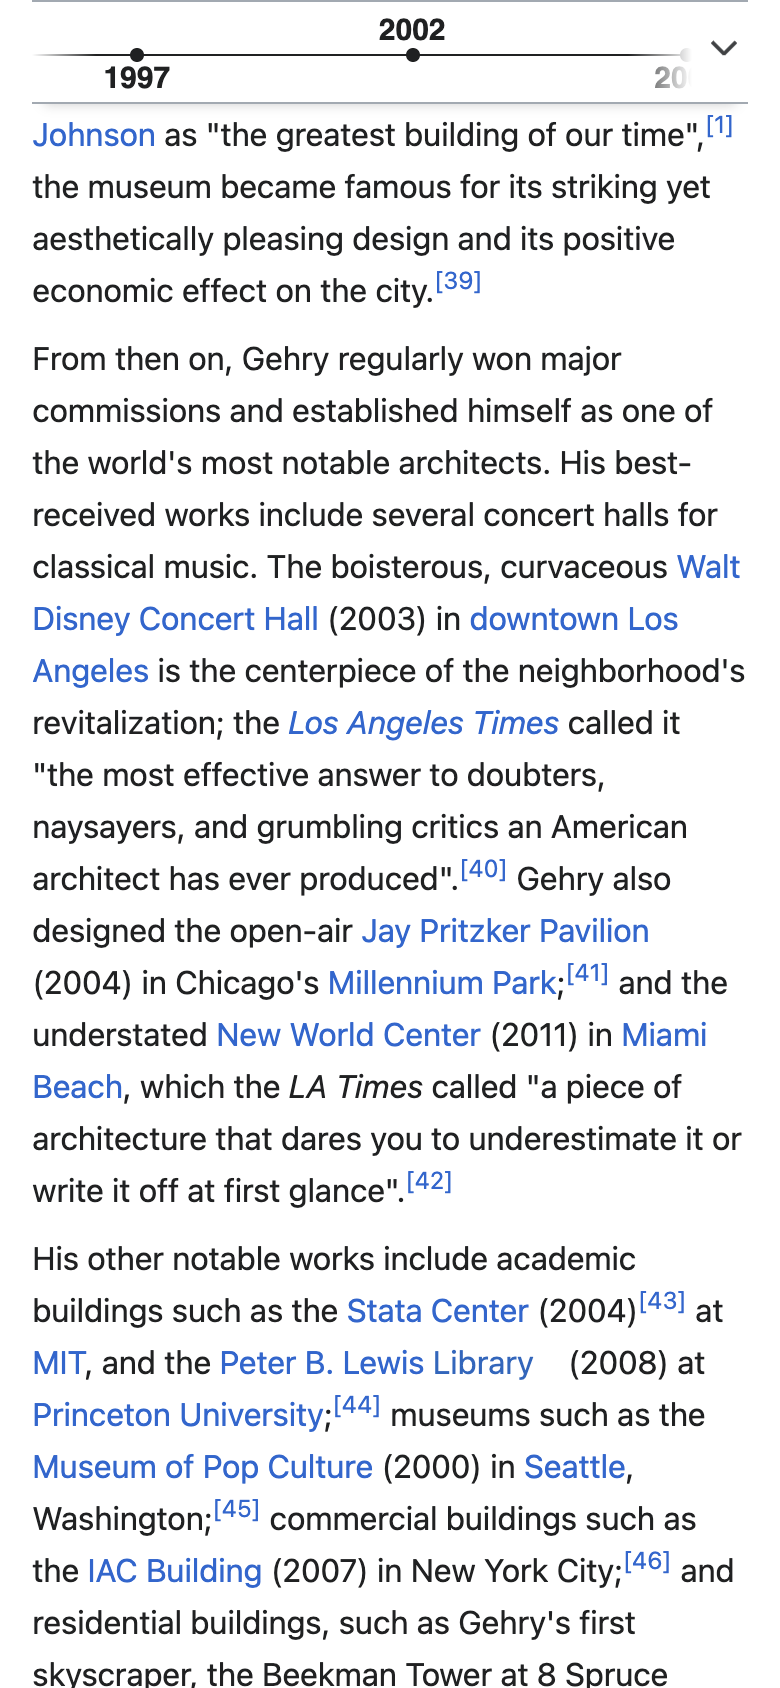 2002
1997
20
Johnson as "the greatest building of our time",[1]
the museum became famous for its striking yet
aesthetically pleasing design and its positive
economic effect on the city.[39]
From then on, Gehry regularly won major
commissions and established himself as one of
the world's most notable architects. His best-
received works include several concert halls for
classical music. The boisterous, curvaceous Walt
Disney Concert Hall (2003) in downtown Los
Angeles is the centerpiece of the neighborhood's
revitalization; the Los Angeles Times called it
"the most effective answer to doubters,
naysayers, and grumbling critics an American
architect has ever produced".[40] Gehry also
designed the open-air Jay Pritzker Pavilion
(2004) in Chicago's Millennium Park;[41] and the
understated New World Center (2011) in Miami
Beach, which the LA Times called "a piece of
architecture that dares you to underestimate it or
write it off at first glance".[42]
His other notable works include academic
buildings such as the Stata Center (2004)[43] at
MIT, and the Peter B. Lewis Library (2008) at
Princeton University;[44] museums such as the
Museum of Pop Culture (2000) in Seattle,
Washington;[45] commercial buildings such as
the IAC Building (2007) in New York City;[46] and
residential buildings, such as Gehry's first
skyscraper, the Beekman Tower at 8 Spruce